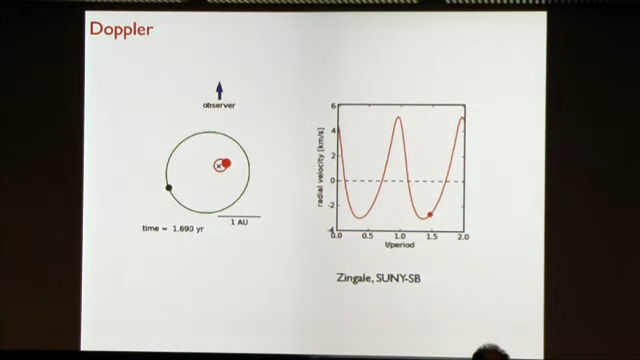 Doppler
observer
1 AU
time = 1.690 yr
radial velocity [km/s]
6
4
2
0
-2
-4
0.0 0.5 1.0 1.5 2.0
t/period
Zingale, SUNY-SB